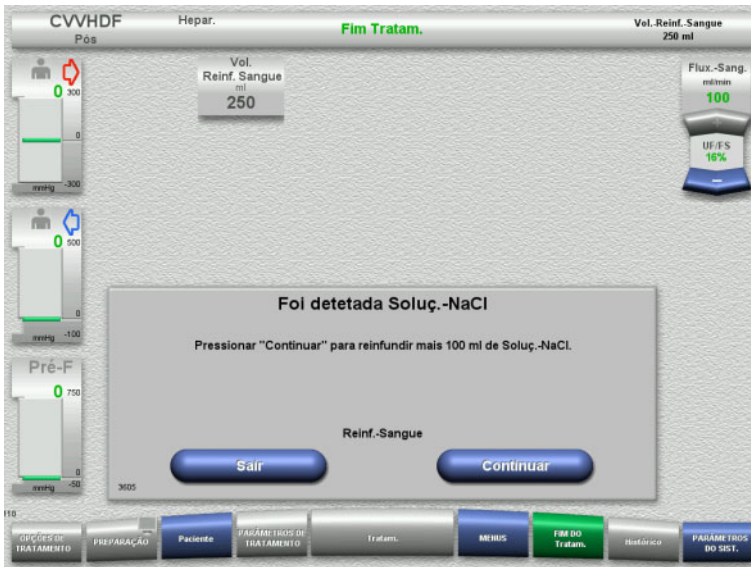 CVVHDF
Pós
Hepar.
Fim Tratam.
Vol.-Reinf.-Sangue
250 ml
0
300
0
mmHg
-300
Vol.
Reinf. Sangue
ml
250
Flux.-Sang.
ml/min
100
+
UF/FS
16%
–
0
500
0
mmHg
-100
Pré-F
0
750
0
mmHg
-50
Foi detetada Soluç.-NaCl
Pressionar "Continuar" para reinfundir mais 100 ml de Soluç.-NaCl.
Reinf.-Sangue
Sair
Continuar
3605
OPÇÕES DE
TRATAMENTO
PREPARAÇÃO
Paciente
PARÂMETROS DE
TRATAMENTO
Tratam.
MENUS
FIM DO
Tratam.
Histórico
PARÂMETROS
DO SIST.